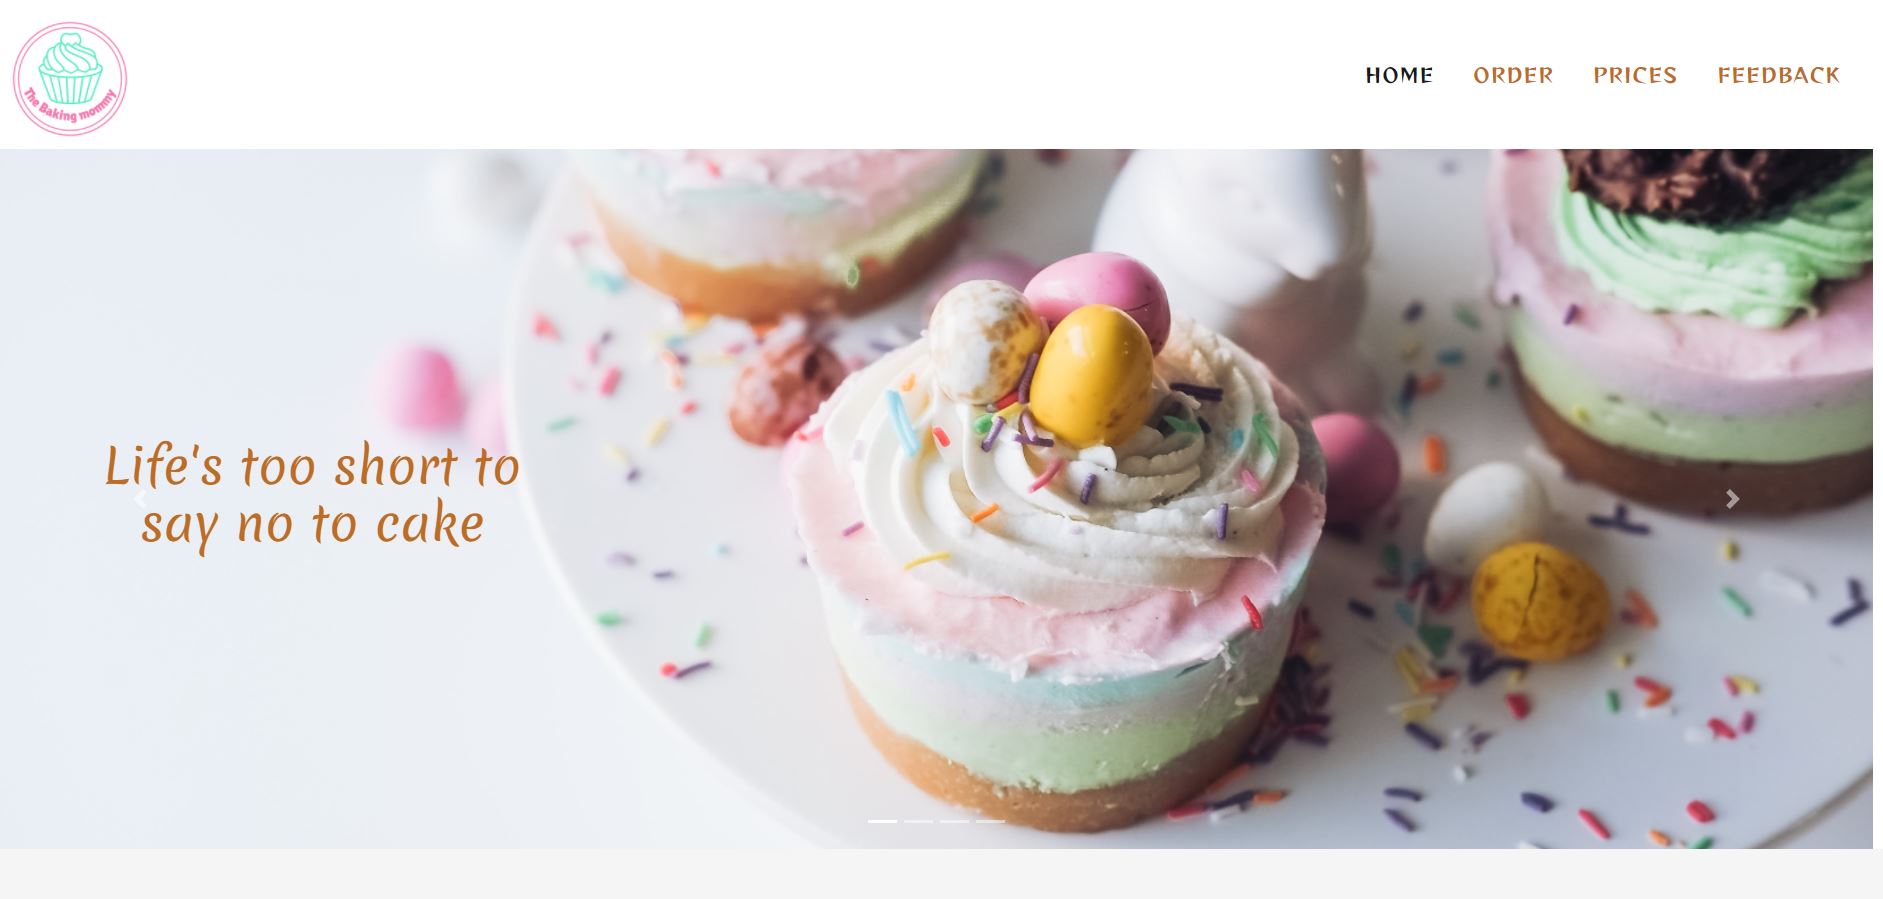 The Baking mommy
HOME ORDER PRICES FEEDBACK
Life's too short to
say no to cake